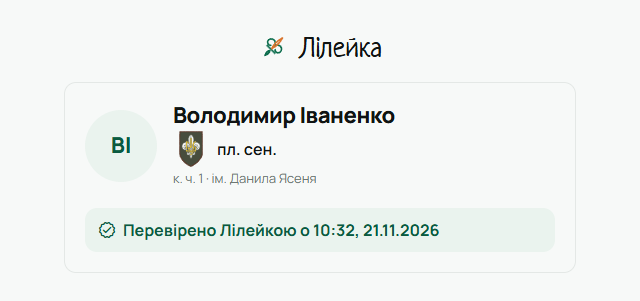 Лілейка
ВІ
Володимир Іваненко
пл. сен.
к. ч. 1 · ім. Данила Ясеня
Перевірено Лілейкою о 10:32, 21.11.2026